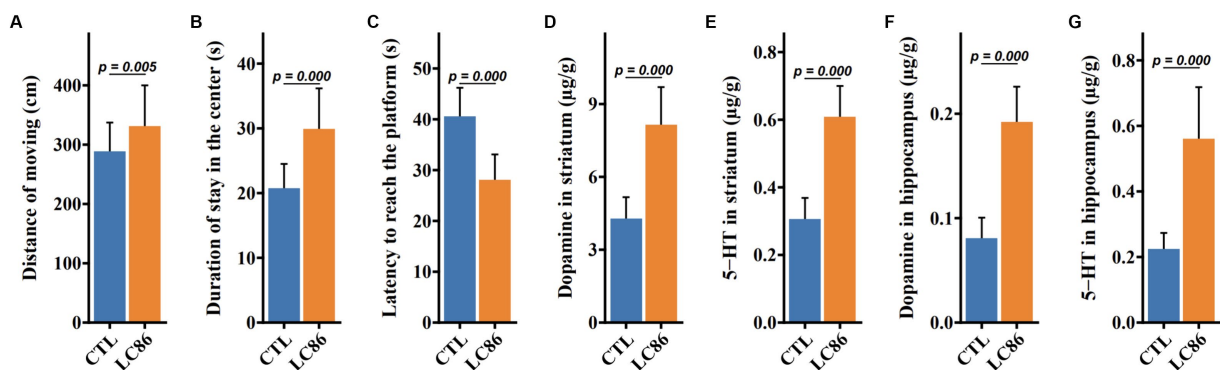 A
Distance of moving (cm)
400
300
200
100
0
p = 0.005
CTL
LC86
B
Duration of stay in the center (s)
40
30
20
10
0
p = 0.000
CTL
LC86
C
Latency to reach the platform (s)
50
40
30
20
10
0
p = 0.000
CTL
LC86
D
Dopamine in striatum (μg/g)
9
6
3
0
p = 0.000
CTL
LC86
E
5−HT in striatum (μg/g)
0.8
0.6
0.4
0.2
0.0
p = 0.000
CTL
LC86
F
Dopamine in hippocampus (μg/g)
0.2
0.1
0.0
p = 0.000
CTL
LC86
G
5−HT in hippocampus (μg/g)
0.8
0.6
0.4
0.2
0.0
p = 0.000
CTL
LC86